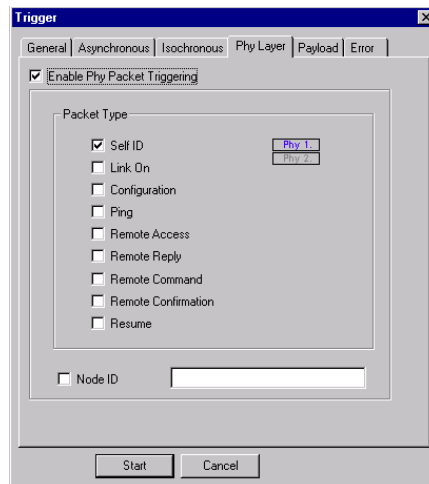 Trigger
General Asynchronous Isochronous Phy Layer Payload Error
Enable Phy Packet Triggering
Packet Type
Self ID Phy 1.
Phy 2.
Link On
Configuration
Ping
Remote Access
Remote Reply
Remote Command
Remote Confirmation
Resume
Node ID
Start Cancel